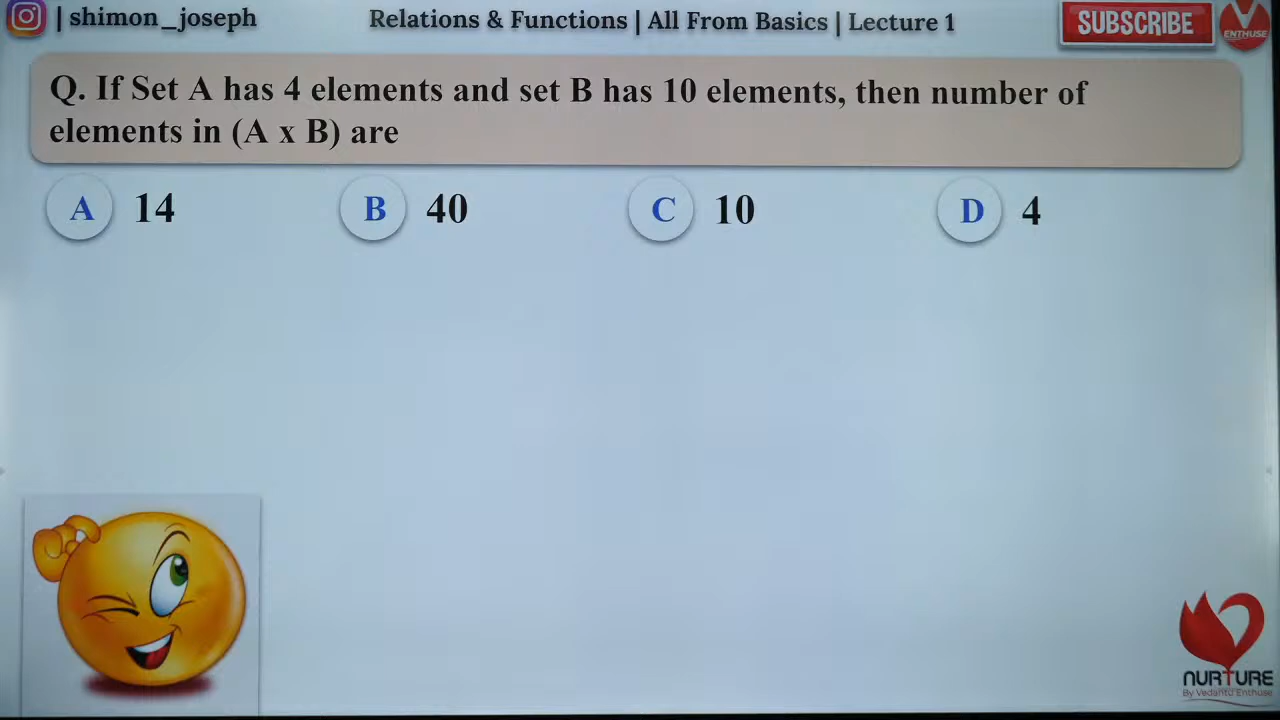 | shimon_joseph
Relations & Functions | All From Basics | Lecture 1
SUBSCRIBE
ENTHUSE
Q. If Set A has 4 elements and set B has 10 elements, then number of
elements in (A x B) are
A 14
B 40
C 10
D 4
NURTURE
By Vedantu Enthuse